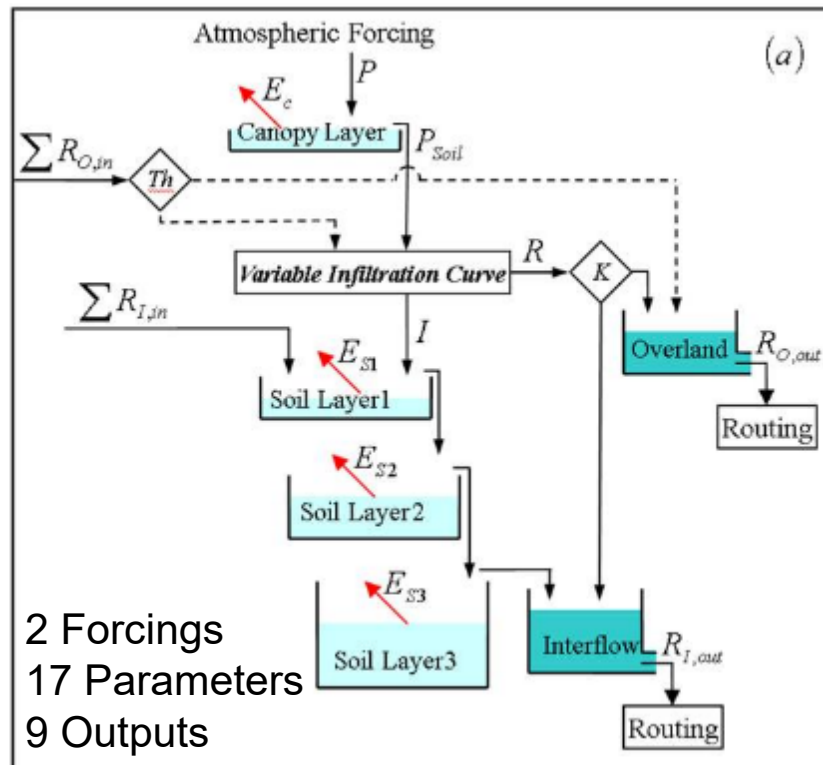 Atmospheric Forcing
(a)
P
E_c
Canopy Layer
P_Soil
∑ R_O,in
Th
Variable Infiltration Curve
R
K
∑ R_I,in
I
E_S1
Soil Layer1
Overland
R_O,out
Routing
E_S2
Soil Layer2
E_S3
Soil Layer3
Interflow
R_I,out
Routing
2 Forcings
17 Parameters
9 Outputs